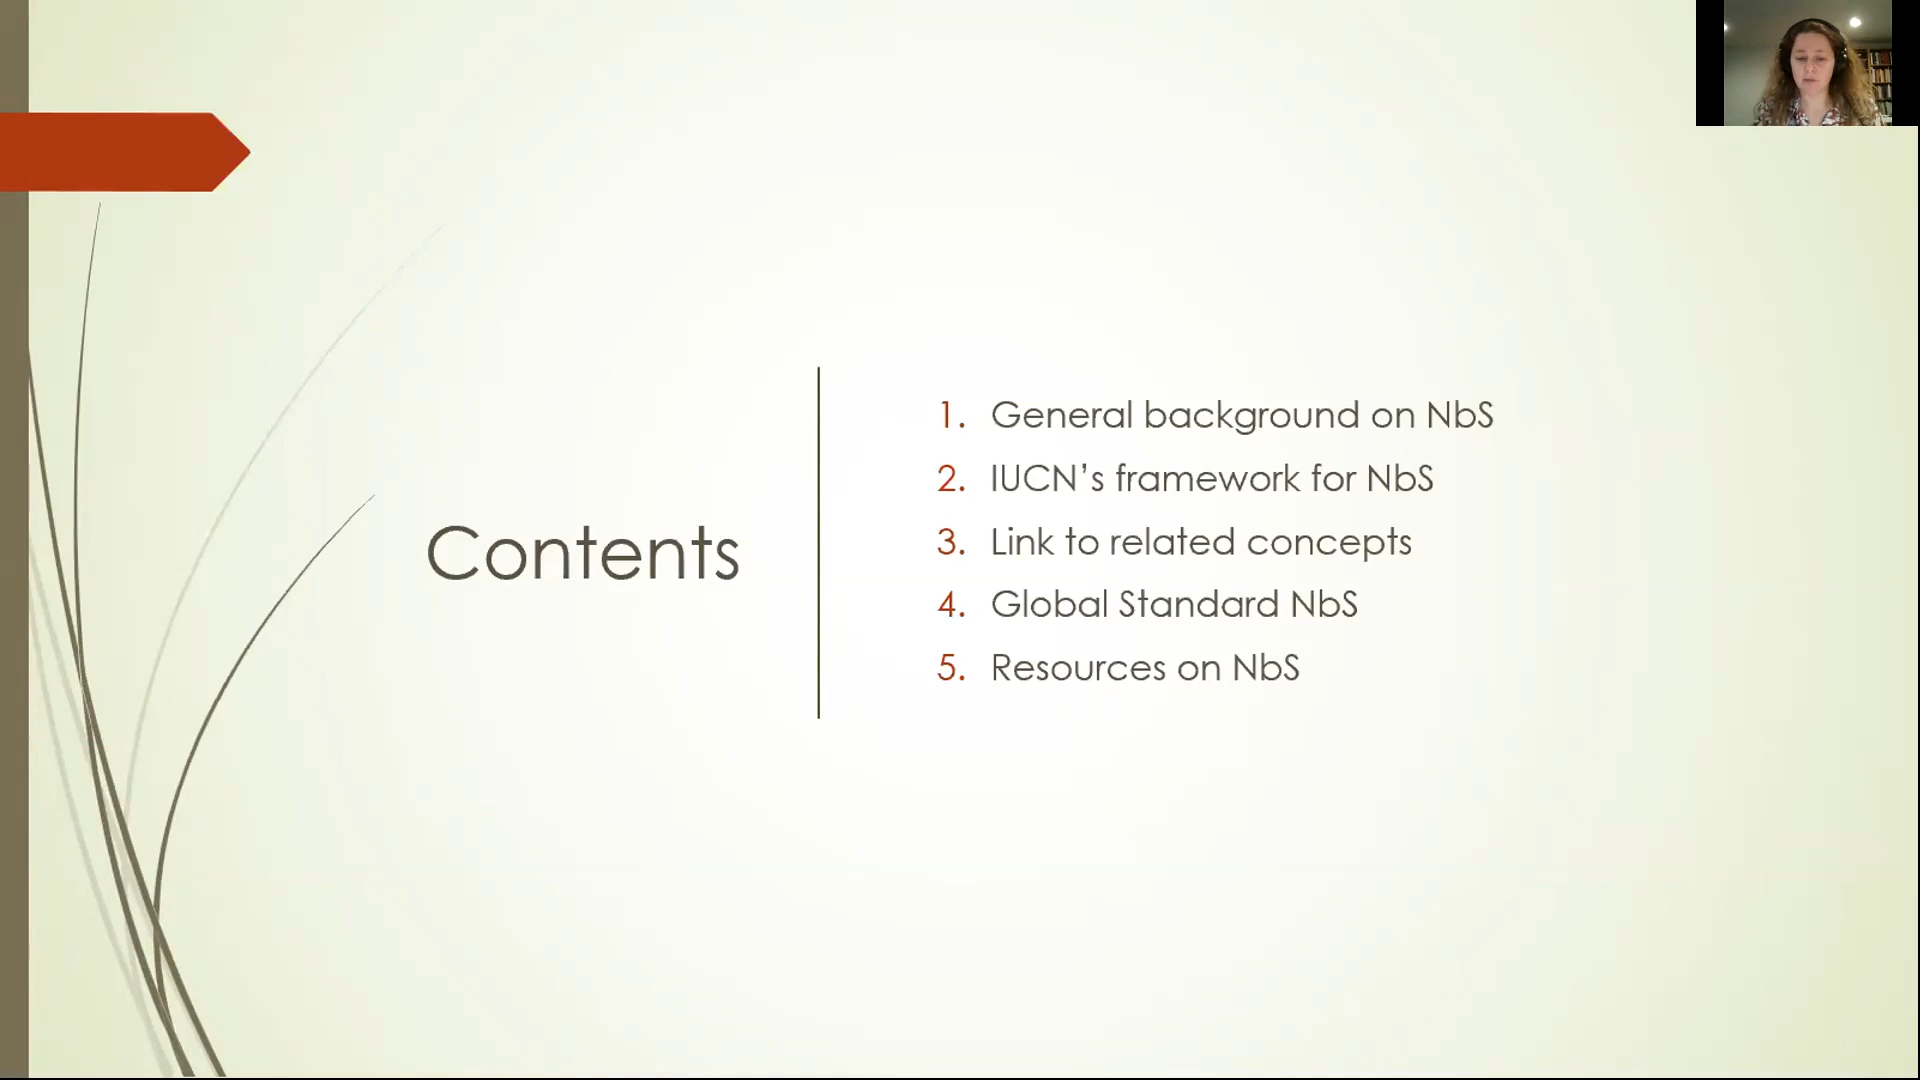 Contents
1. General background on NbS
2. IUCN’s framework for NbS
3. Link to related concepts
4. Global Standard NbS
5. Resources on NbS